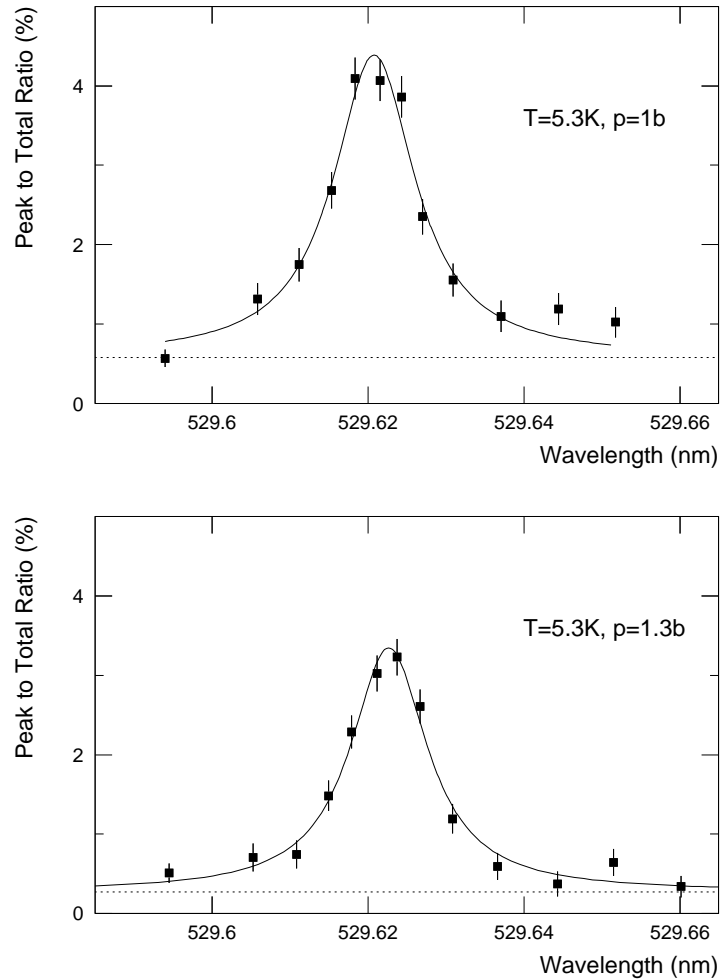 Peak to Total Ratio (%)
4
2
0
T=5.3K, p=1b
529.6
529.62
529.64
529.66
Wavelength (nm)
Peak to Total Ratio (%)
4
2
0
T=5.3K, p=1.3b
529.6
529.62
529.64
529.66
Wavelength (nm)